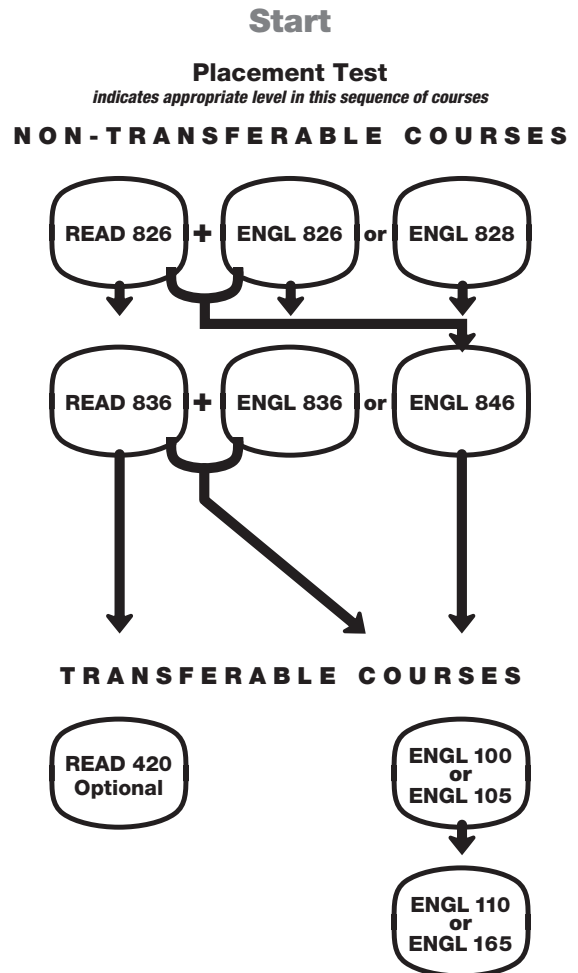 Start
Placement Test
indicates appropriate level in this sequence of courses
NON-TRANSFERABLE COURSES
READ 826 + ENGL 826 or ENGL 828
READ 836 + ENGL 836 or ENGL 846
TRANSFERABLE COURSES
READ 420
Optional
ENGL 100
or
ENGL 105
ENGL 110
or
ENGL 165